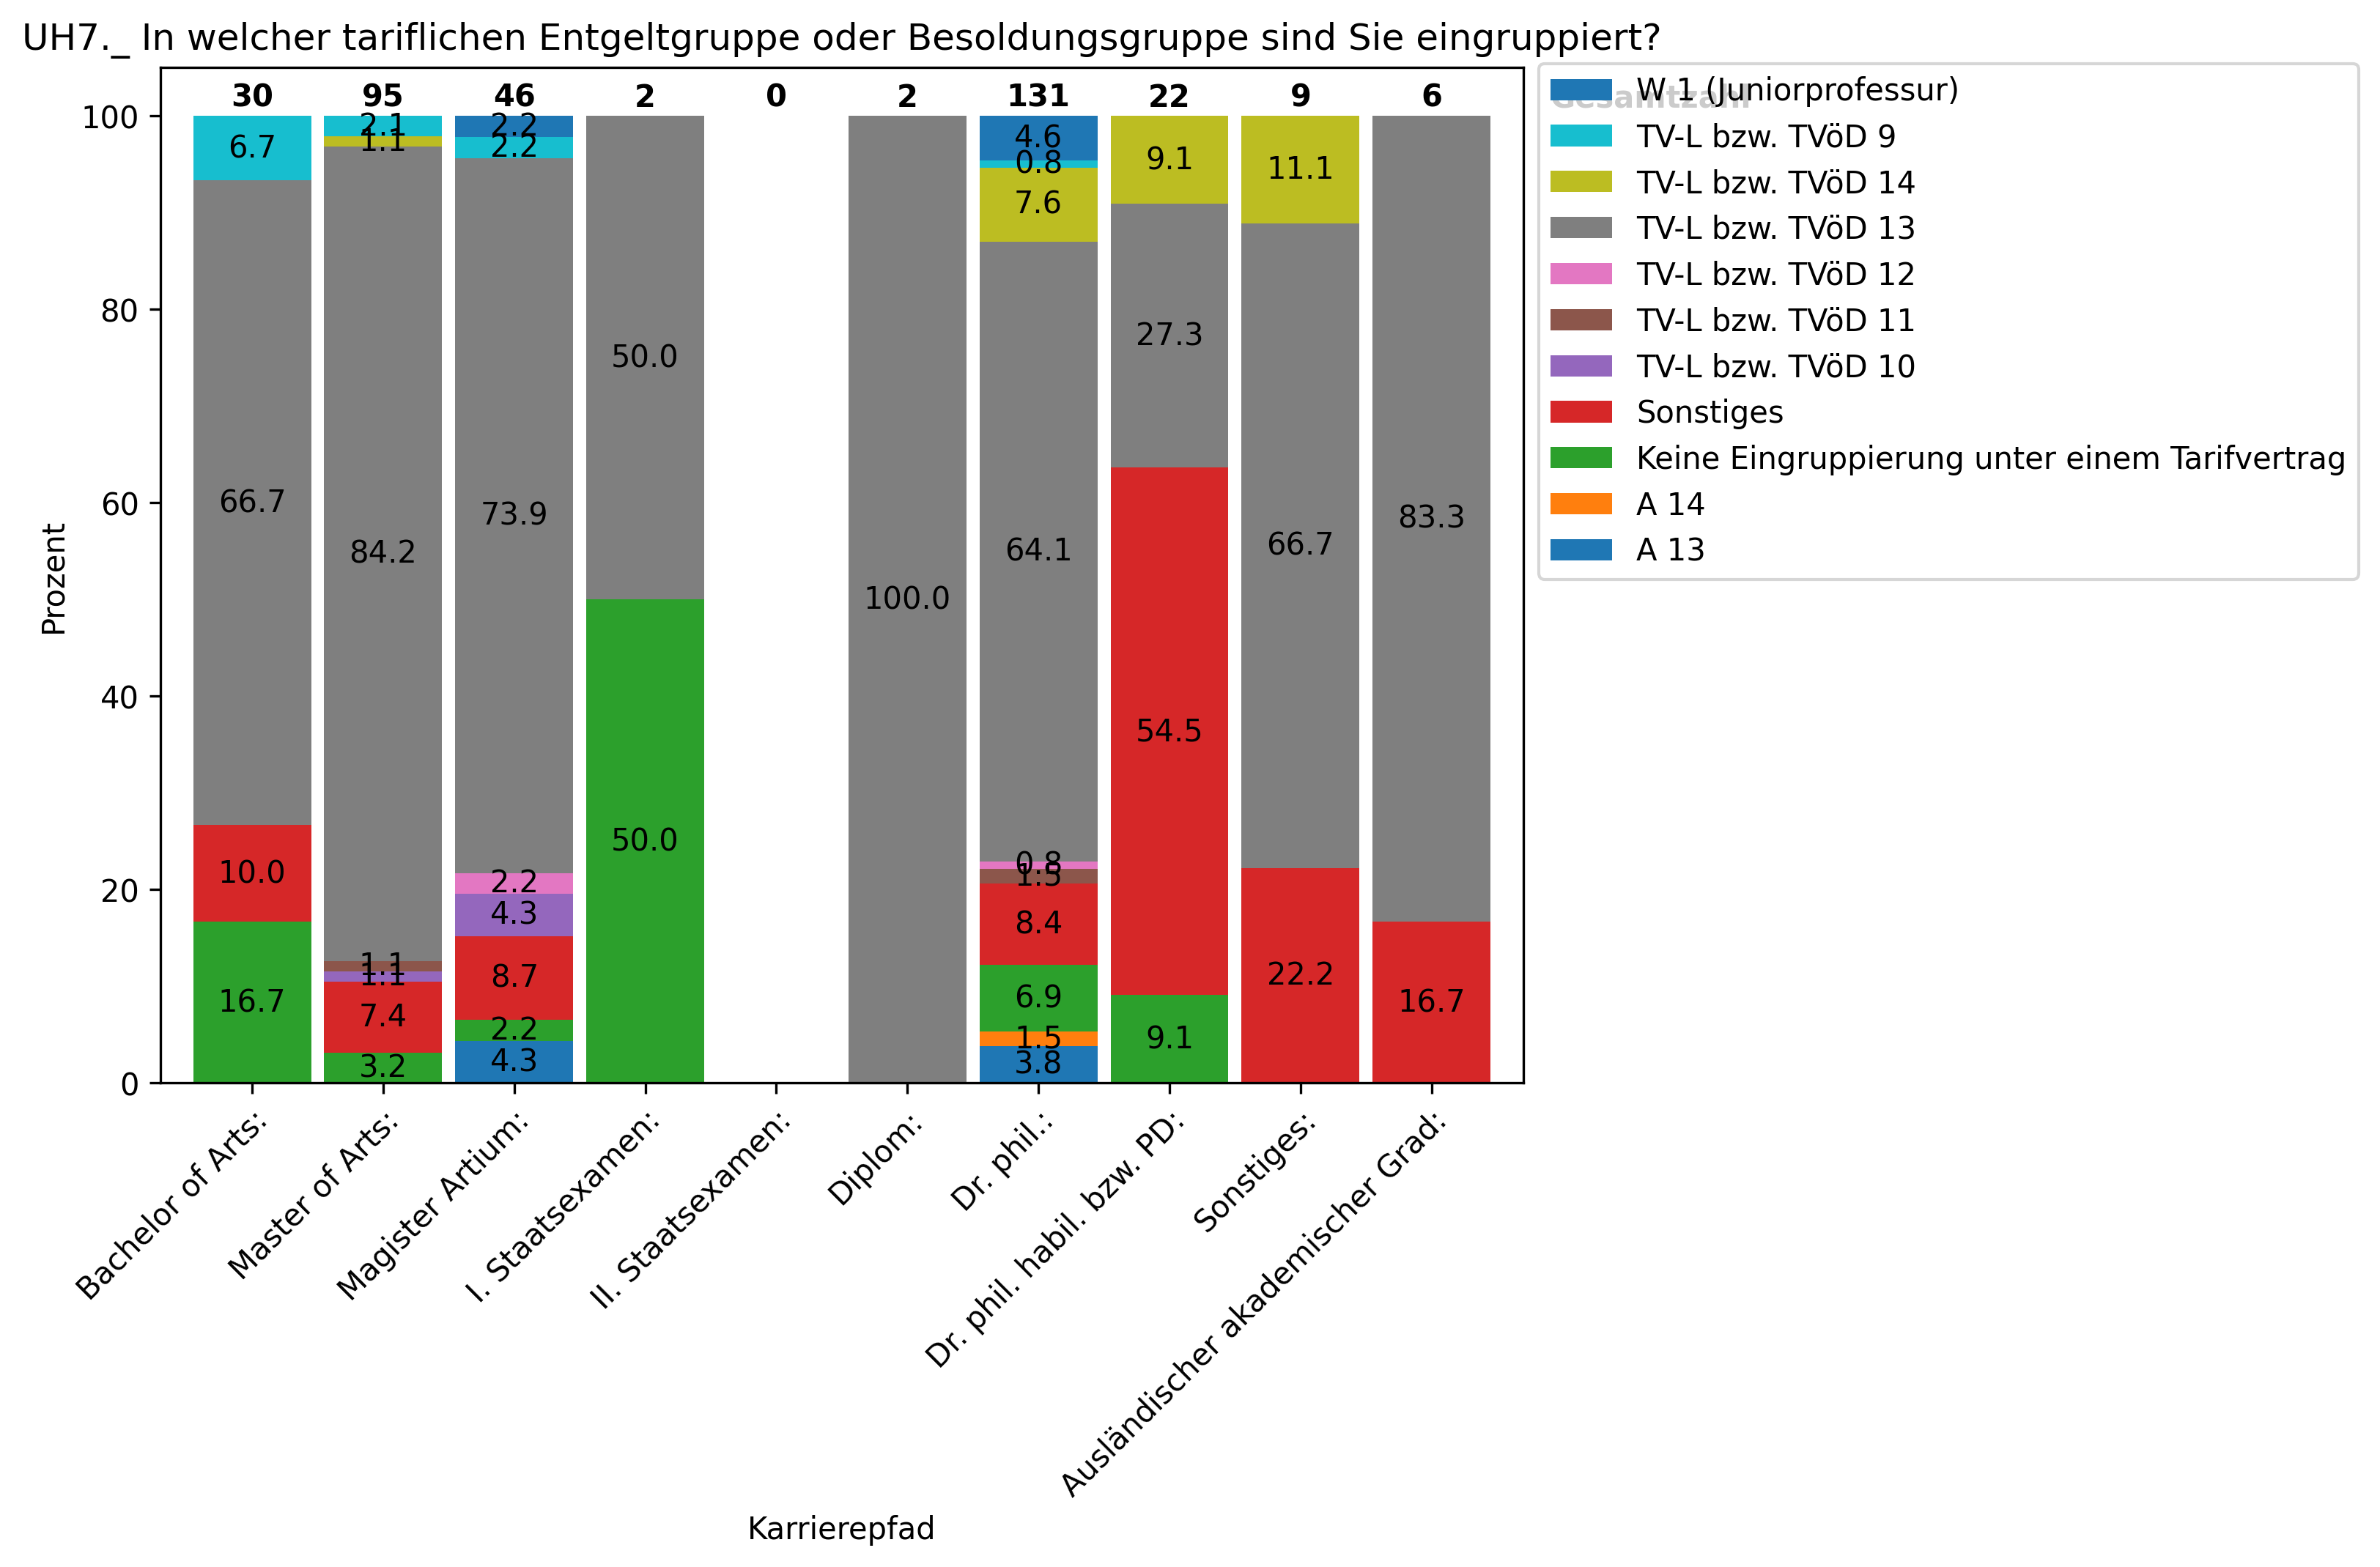 UH7._ In welcher tariflichen Entgeltgruppe oder Besoldungsgruppe sind Sie eingruppiert?
30 95 46 2 0 2 131 22 9 6 Gesamtzahl
W 1 (Juniorprofessur)
TV-L bzw. TVöD 9
TV-L bzw. TVöD 14
TV-L bzw. TVöD 13
TV-L bzw. TVöD 12
TV-L bzw. TVöD 11
TV-L bzw. TVöD 10
Sonstiges
Keine Eingruppierung unter einem Tarifvertrag
A 14
A 13
Prozent
100
80
60
40
20
0
6.7
66.7
10.0
16.7
2.1
1.1
84.2
1.1
1.1
7.4
3.2
2.2
2.2
73.9
2.2
4.3
8.7
2.2
4.3
50.0
50.0
100.0
4.6
0.8
7.6
64.1
0.8
1.5
8.4
6.9
1.5
3.8
9.1
27.3
54.5
9.1
11.1
66.7
22.2
83.3
16.7
Bachelor of Arts:
Master of Arts:
Magister Artium:
I. Staatsexamen:
II. Staatsexamen:
Diplom:
Dr. phil.:
Dr. phil. habil. bzw. PD:
Sonstiges:
Ausländischer akademischer Grad:
Karrierepfad